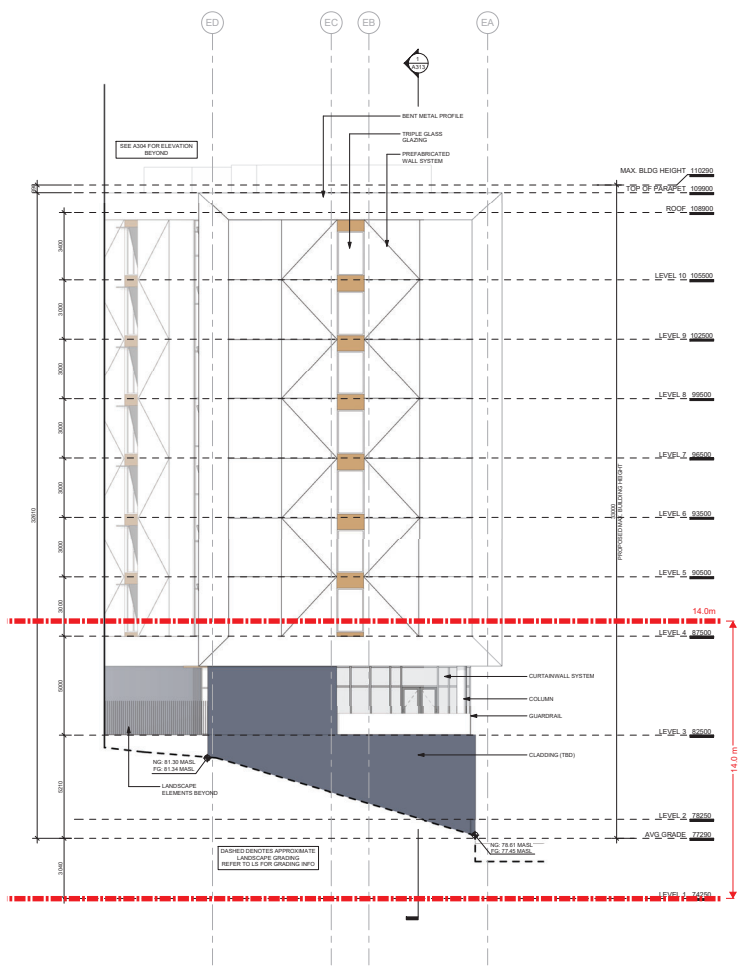 ED
EC
EB
EA
1
A313
BENT METAL PROFILE
TRIPLE GLASS
GLAZING
PREFABRICATED
WALL SYSTEM
SEE A304 FOR ELEVATION
BEYOND
MAX. BLDG HEIGHT 110290
TOP OF PARAPET 109900
ROOF 108900
3400
LEVEL 10 105500
3000
LEVEL 9 102500
3000
LEVEL 8 99500
3000
LEVEL 7 96500
3000
LEVEL 6 93500
3000
LEVEL 5 90500
3100
32610
33000
PROPOSED MAX. BUILDING HEIGHT
14.0m
LEVEL 4 87500
5000
CURTAINWALL SYSTEM
COLUMN
GUARDRAIL
LEVEL 3 82500
CLADDING (TBD)
NG: 81.30 MASL
FG: 81.34 MASL
LANDSCAPE
ELEMENTS BEYOND
5210
14.0 m
LEVEL 2 78250
AVG GRADE 77290
NG: 78.61 MASL
FG: 77.45 MASL
DASHED DENOTES APPROXIMATE
LANDSCAPE GRADING
REFER TO LS FOR GRADING INFO
3040
LEVEL 1 74250